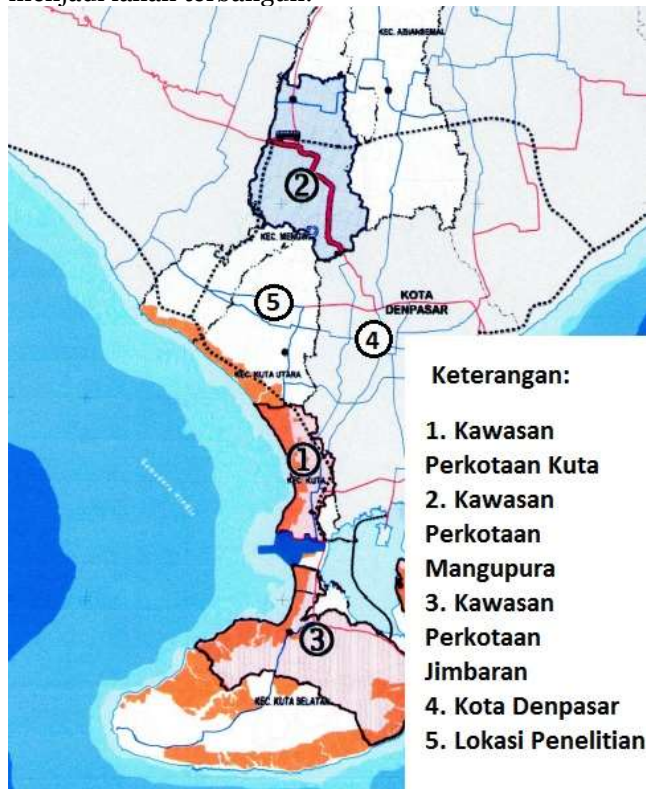 menjadi lahan terbangun.
KEC. ABIANSEMAL
②
KEC. MENGWI
⑤
KOTA
DENPASAR
④
KEC. KUTA UTARA
①
KEC. KUTA
Samudera Hindia
③
KEC. KUTA SELATAN
Keterangan:
1. Kawasan
Perkotaan Kuta
2. Kawasan
Perkotaan
Mangupura
3. Kawasan
Perkotaan
Jimbaran
4. Kota Denpasar
5. Lokasi Penelitian